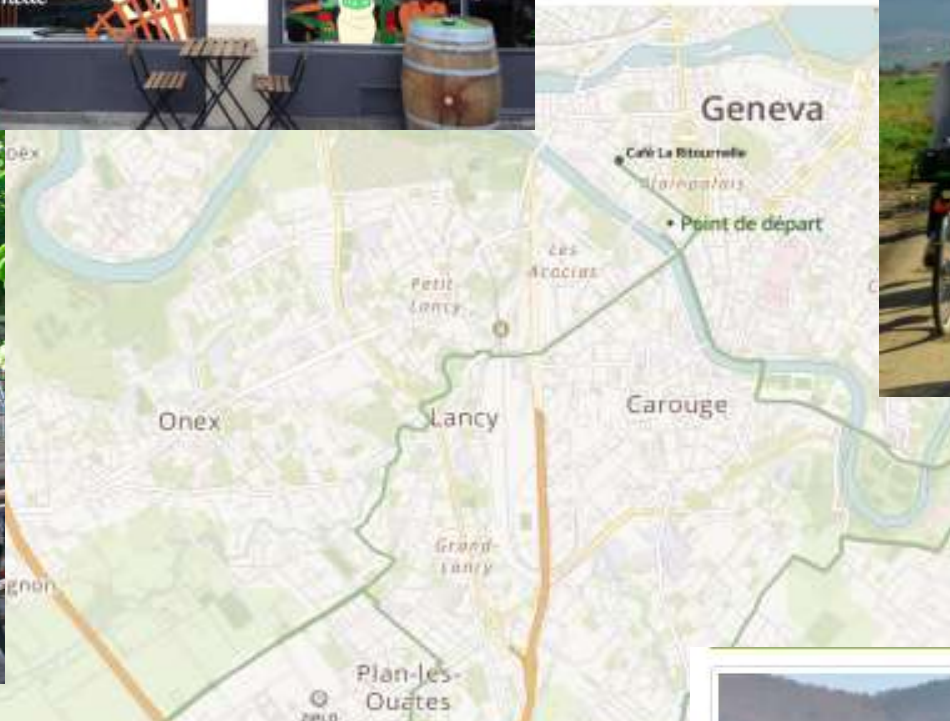 Geneva
Café La Ritournelle
Plainpalais
Point de départ
Les
Acacias
Petit-
Lancy
Onex
Lancy
Carouge
Grand-
Lancy
Plan-les-
Ouates